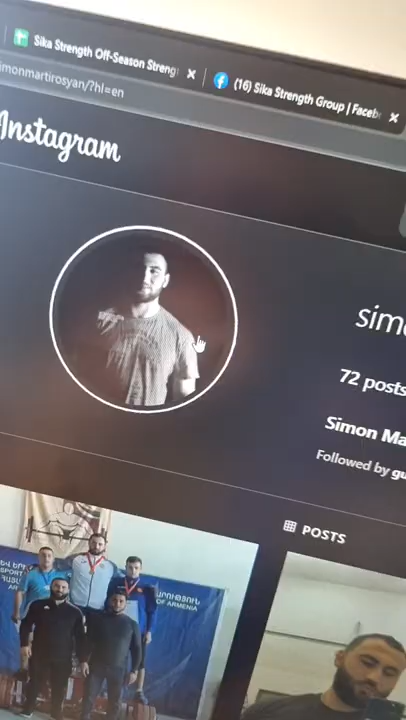 Sika Strength Off-Season Streng
(16) Sika Strength Group | Faceb
imonmartirosyan/?hl=en
Instagram
sim
72 posts
Simon Ma
Followed by gu
POSTS
SPORT
OF ARMENIA